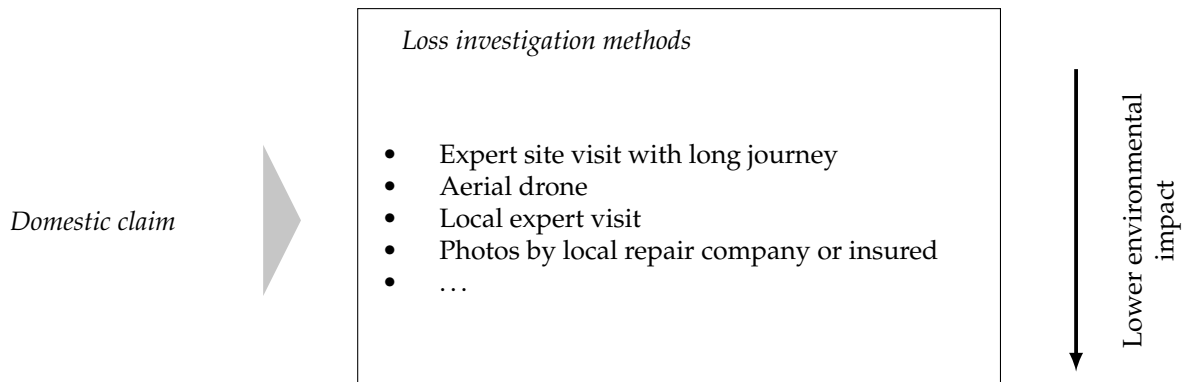 Loss investigation methods
• Expert site visit with long journey
• Aerial drone
• Local expert visit
• Photos by local repair company or insured
• . . .
Domestic claim
Lower environmental
impact